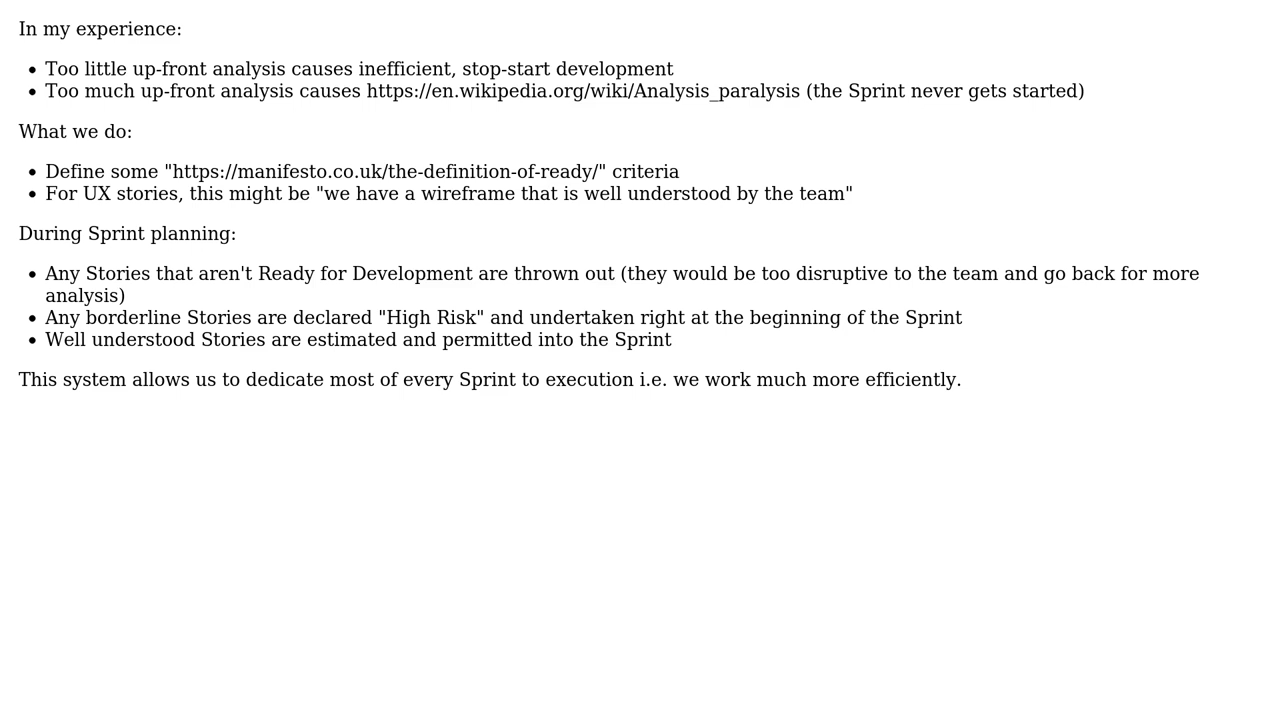 In my experience:
• Too little up-front analysis causes inefficient, stop-start development
• Too much up-front analysis causes https://en.wikipedia.org/wiki/Analysis_paralysis (the Sprint never gets started)
What we do:
• Define some "https://manifesto.co.uk/the-definition-of-ready/" criteria
• For UX stories, this might be "we have a wireframe that is well understood by the team"
During Sprint planning:
• Any Stories that aren't Ready for Development are thrown out (they would be too disruptive to the team and go back for more
analysis)
• Any borderline Stories are declared "High Risk" and undertaken right at the beginning of the Sprint
• Well understood Stories are estimated and permitted into the Sprint
This system allows us to dedicate most of every Sprint to execution i.e. we work much more efficiently.